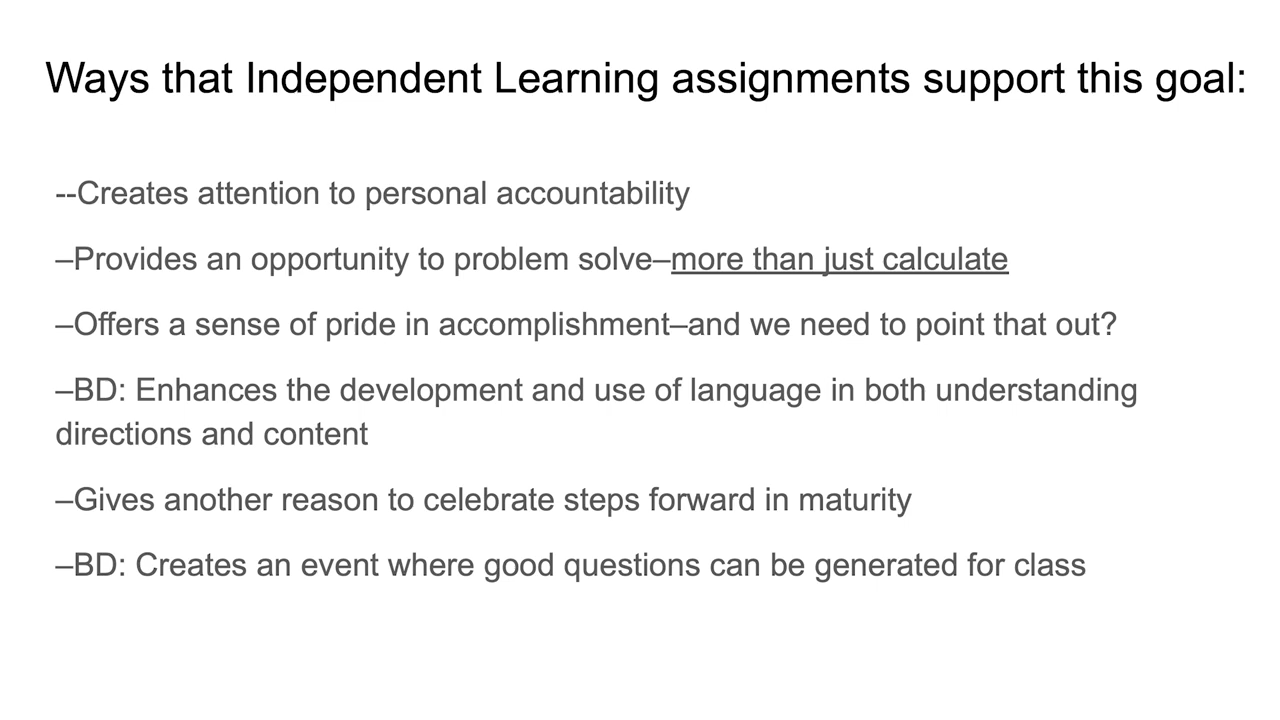 Ways that Independent Learning assignments support this goal:
--Creates attention to personal accountability
–Provides an opportunity to problem solve–more than just calculate
–Offers a sense of pride in accomplishment–and we need to point that out?
–BD: Enhances the development and use of language in both understanding
directions and content
–Gives another reason to celebrate steps forward in maturity
–BD: Creates an event where good questions can be generated for class